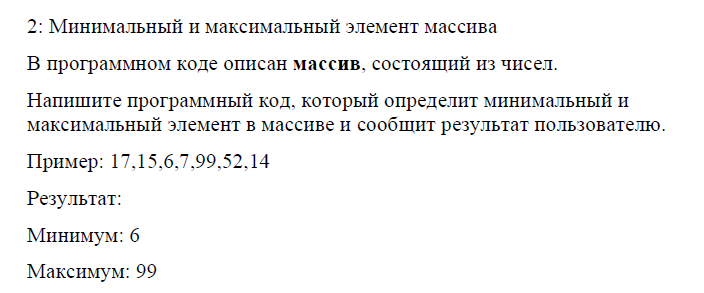 2: Минимальный и максимальный элемент массива
В программном коде описан массив, состоящий из чисел.
Напишите программный код, который определит минимальный и
максимальный элемент в массиве и сообщит результат пользователю.
Пример: 17,15,6,7,99,52,14
Результат:
Минимум: 6
Максимум: 99